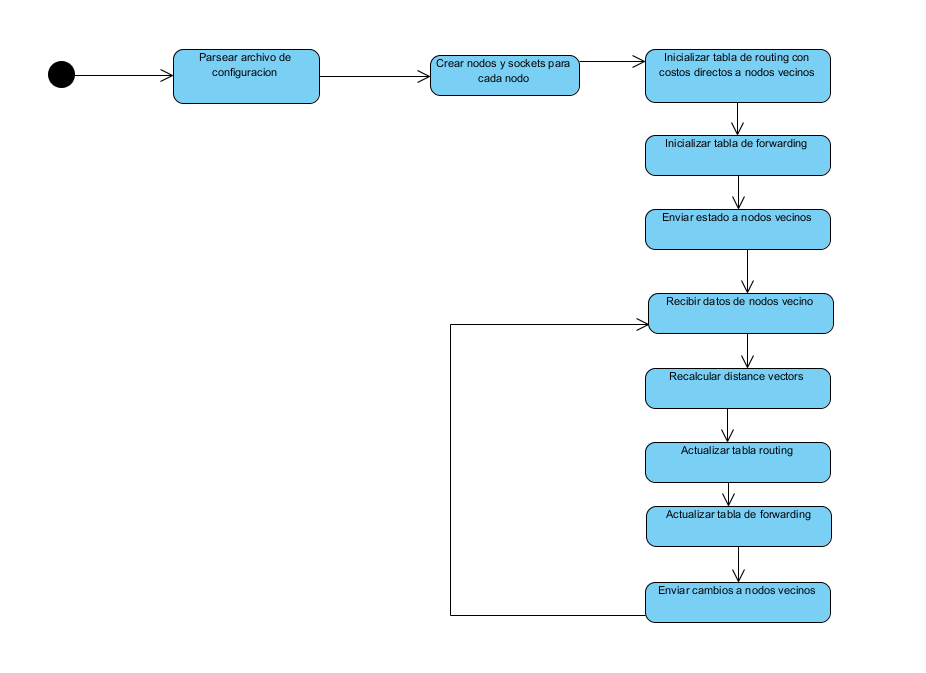 Parsear archivo de
configuracion
Crear nodos y sockets para
cada nodo
Inicializar tabla de routing con
costos directos a nodos vecinos
Inicializar tabla de forwarding
Enviar estado a nodos vecinos
Recibir datos de nodos vecino
Recalcular distance vectors
Actualizar tabla routing
Actualizar tabla de forwarding
Enviar cambios a nodos vecinos